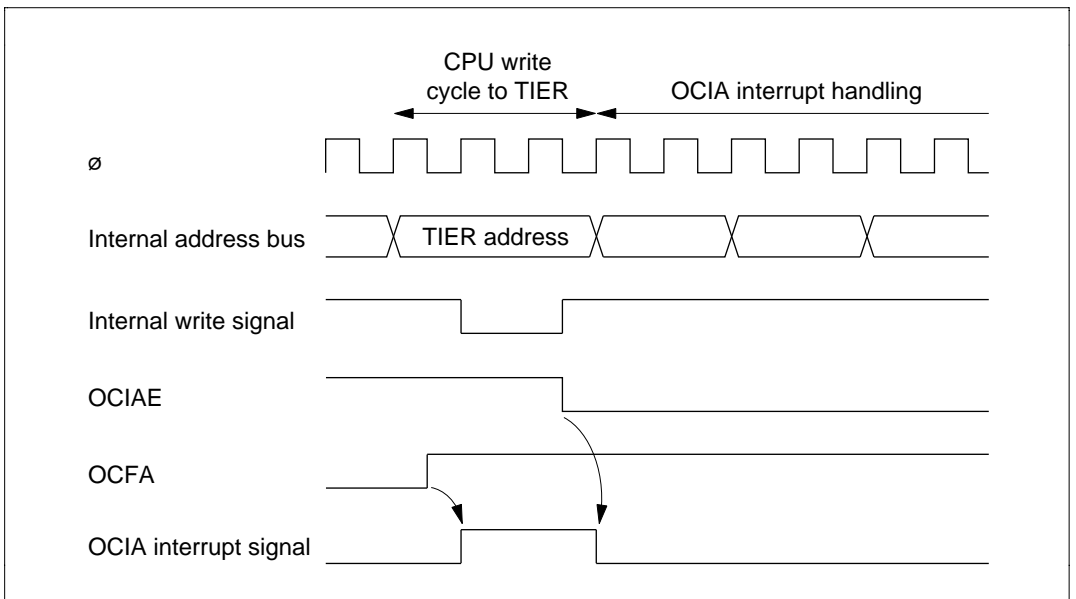 CPU write
cycle to TIER
OCIA interrupt handling
ø
Internal address bus
TIER address
Internal write signal
OCIAE
OCFA
OCIA interrupt signal